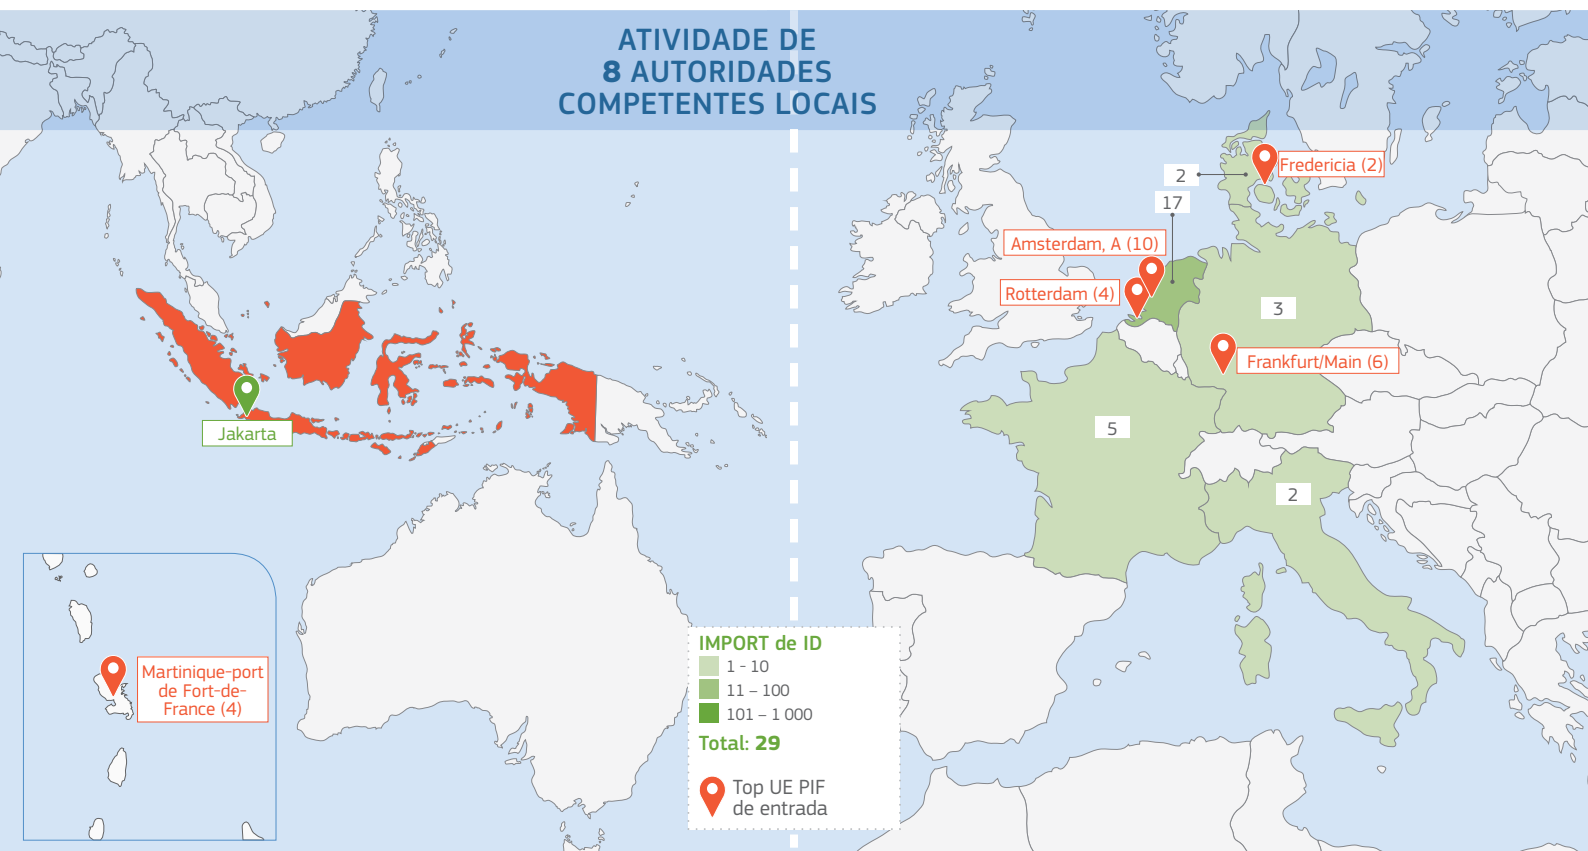 ATIVIDADE DE
8 AUTORIDADES
COMPETENTES LOCAIS
Fredericia (2)
2
17
Amsterdam, A (10)
Rotterdam (4)
3
Frankfurt/Main (6)
5
2
Jakarta
Martinique-port
de Fort-de-
France (4)
IMPORT de ID
1 - 10
11 – 100
101 – 1 000
Total: 29
Top UE PIF
de entrada